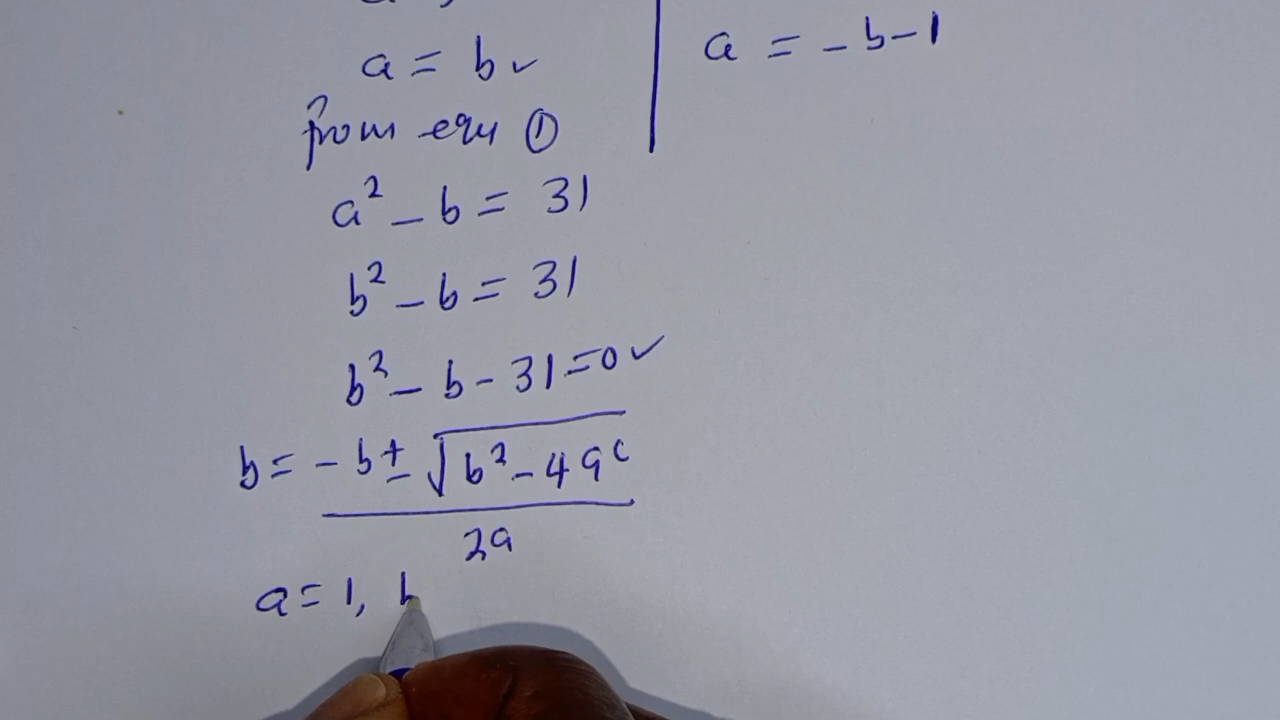 a = b ✓
from eqn ①
a² - b = 31
b² - b = 31
b² - b - 31 = 0 ✓
b = -b ± √(b² - 4ac)
2a
a = 1, b
a = -b - 1